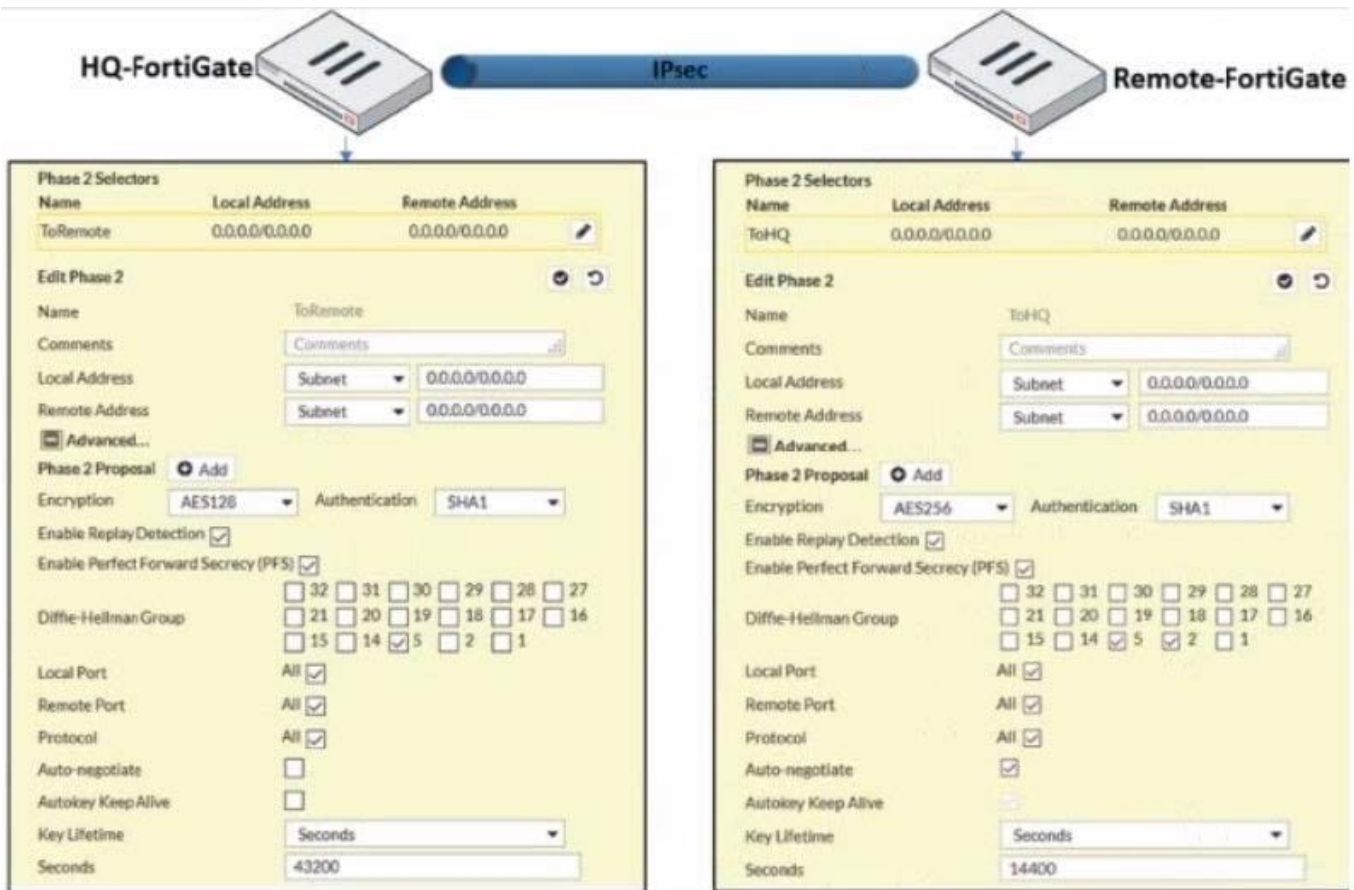 HQ-FortiGate
IPsec
Remote-FortiGate
Phase 2 Selectors
Name Local Address Remote Address
ToRemote 0.0.0.0/0.0.0.0 0.0.0.0/0.0.0.0
Edit Phase 2
Name ToRemote
Comments Comments
Local Address Subnet 0.0.0.0/0.0.0.0
Remote Address Subnet 0.0.0.0/0.0.0.0
Advanced...
Phase 2 Proposal Add
Encryption AES128 Authentication SHA1
Enable Replay Detection
Enable Perfect Forward Secrecy (PFS)
32 31 30 29 28 27
Diffie-Hellman Group 21 20 19 18 17 16
15 14 5 2 1
Local Port All
Remote Port All
Protocol All
Auto-negotiate
Autokey Keep Alive
Key Lifetime Seconds
Seconds 43200
Phase 2 Selectors
Name Local Address Remote Address
ToHQ 0.0.0.0/0.0.0.0 0.0.0.0/0.0.0.0
Edit Phase 2
Name ToHQ
Comments Comments
Local Address Subnet 0.0.0.0/0.0.0.0
Remote Address Subnet 0.0.0.0/0.0.0.0
Advanced...
Phase 2 Proposal Add
Encryption AES256 Authentication SHA1
Enable Replay Detection
Enable Perfect Forward Secrecy (PFS)
32 31 30 29 28 27
Diffie-Hellman Group 21 20 19 18 17 16
15 14 5 2 1
Local Port All
Remote Port All
Protocol All
Auto-negotiate
Autokey Keep Alive
Key Lifetime Seconds
Seconds 14400